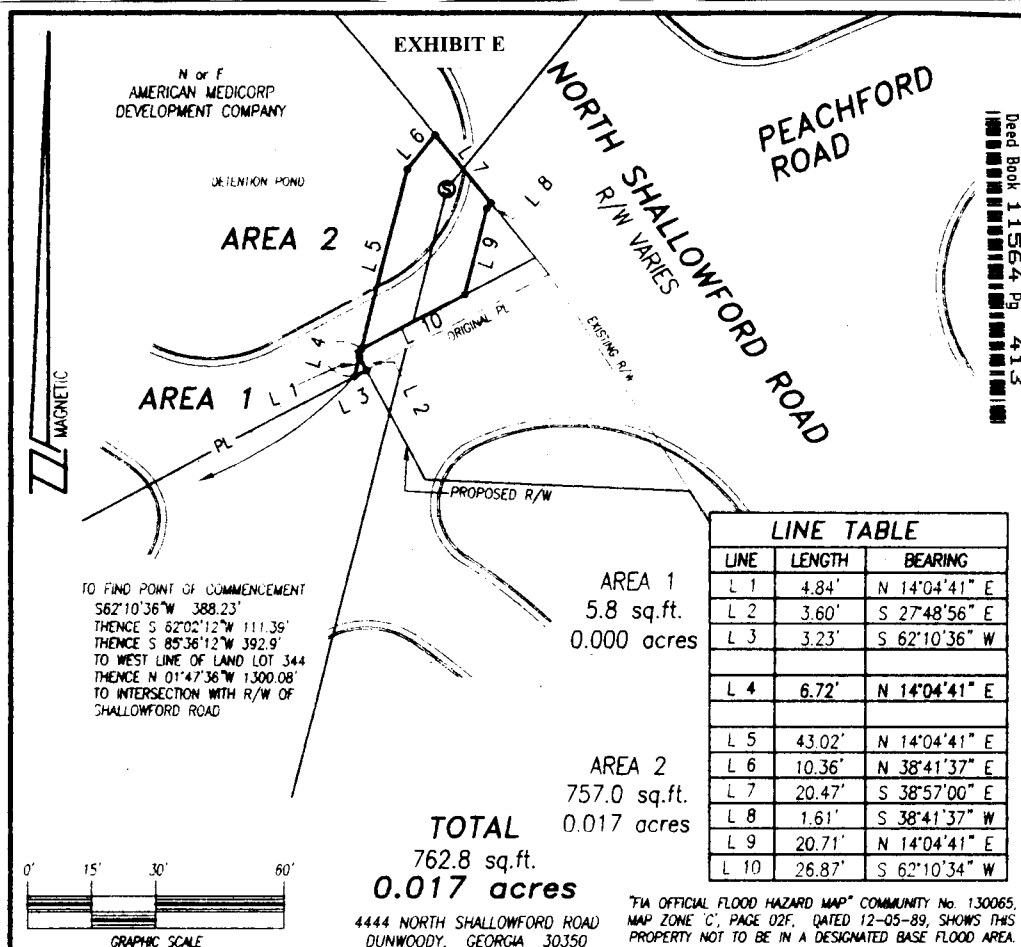 EXHIBIT E
N or F
AMERICAN MEDICORP
DEVELOPMENT COMPANY
DETENTION POND
AREA 2
AREA 1
NORTH SHALLOWFORD ROAD
R/W VARIES
PEACHFORD
ROAD
Deed Book 11564 Pg 413
MAGNETIC
L 6
L 7
L 8
S
L 5
L 9
L 10
ORIGINAL PL
EXISTING R/W
L 4
L 1
L 3
L 2
PL
PROPOSED R/W
TO FIND POINT OF COMMENCEMENT
S62°10'36"W 388.23'
THENCE S 62°02'12"W 111.39'
THENCE S 85°36'12"W 392.9'
TO WEST LINE OF LAND LOT 344
THENCE N 01°47'36"W 1300.08'
TO INTERSECTION WITH R/W OF
SHALLOWFORD ROAD
AREA 1
5.8 sq.ft.
0.000 acres
AREA 2
757.0 sq.ft.
0.017 acres
TOTAL
762.8 sq.ft.
0.017 acres
4444 NORTH SHALLOWFORD ROAD
DUNWOODY, GEORGIA 30350
LINE TABLE
LINE LENGTH BEARING
L 1 4.84' N 14°04'41" E
L 2 3.60' S 27°48'56" E
L 3 3.23' S 62°10'36" W
L 4 6.72' N 14°04'41" E
L 5 43.02' N 14°04'41" E
L 6 10.36' N 38°41'37" E
L 7 20.47' S 38°57'00" E
L 8 1.61' S 38°41'37" W
L 9 20.71' N 14°04'41" E
L 10 26.87' S 62°10'34" W
0' 15' 30' 60'
GRAPHIC SCALE
"FIA OFFICIAL FLOOD HAZARD MAP" COMMUNITY No. 130065,
MAP ZONE 'C', PAGE 02F, DATED 12-05-89, SHOWS THIS
PROPERTY NOT TO BE IN A DESIGNATED BASE FLOOD AREA.